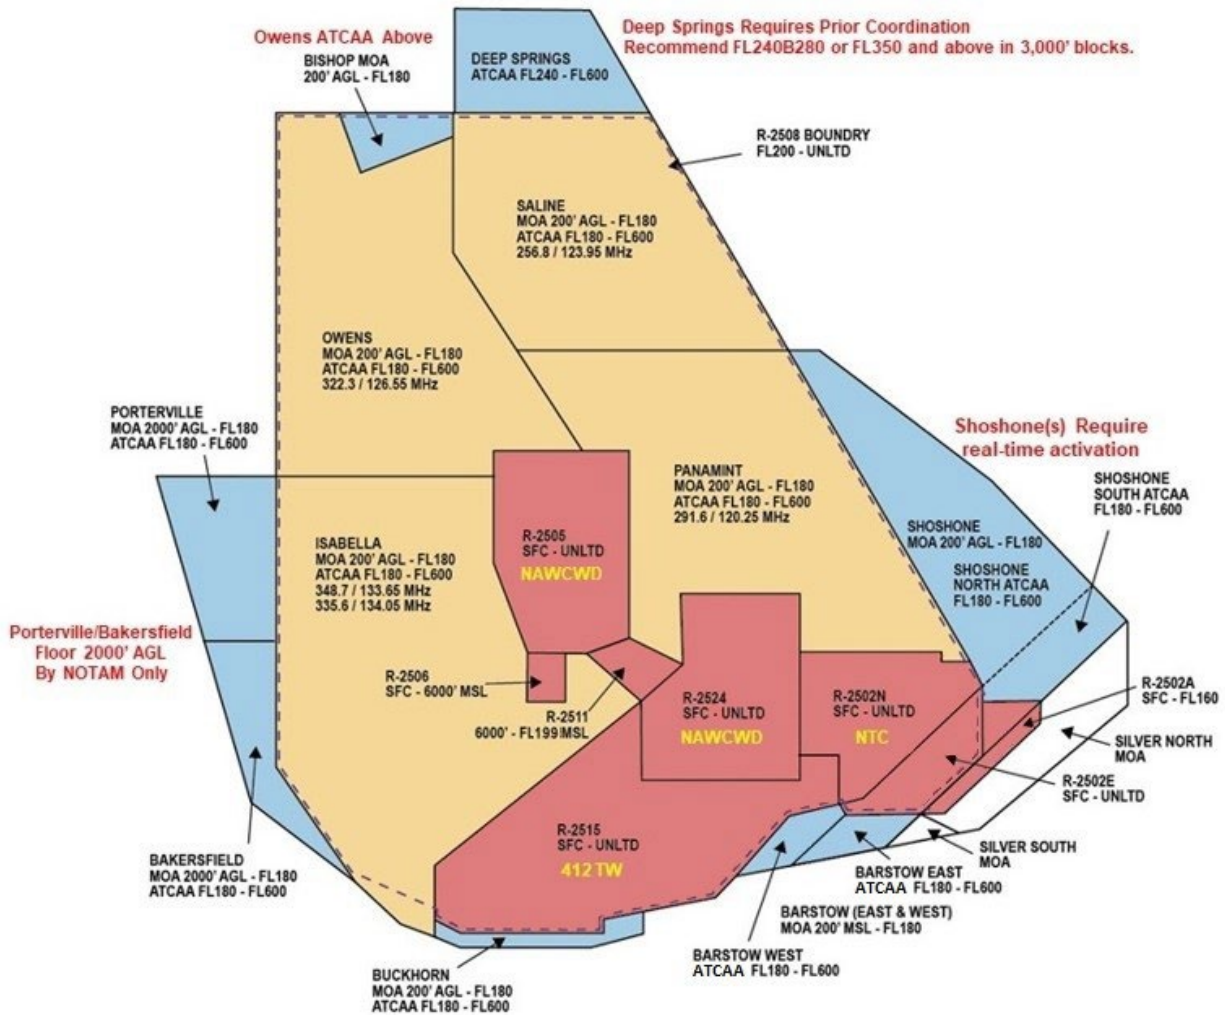 Owens ATCAA Above
BISHOP MOA
200' AGL - FL180
DEEP SPRINGS
ATCAA FL240 - FL600
Deep Springs Requires Prior Coordination
Recommend FL240B280 or FL350 and above in 3,000' blocks.
R-2508 BOUNDRY
FL200 - UNLTD
SALINE
MOA 200' AGL - FL180
ATCAA FL180 - FL600
256.8 / 123.95 MHz
OWENS
MOA 200' AGL - FL180
ATCAA FL180 - FL600
322.3 / 126.55 MHz
PORTERVILLE
MOA 2000' AGL - FL180
ATCAA FL180 - FL600
Shoshone(s) Require
real-time activation
SHOSHONE
SOUTH ATCAA
FL180 - FL600
PANAMINT
MOA 200' AGL - FL180
ATCAA FL180 - FL600
291.6 / 120.25 MHz
R-2505
SFC - UNLTD
NAWCWD
SHOSHONE
MOA 200' AGL - FL180
SHOSHONE
NORTH ATCAA
FL180 - FL600
ISABELLA
MOA 200' AGL - FL180
ATCAA FL180 - FL600
348.7 / 133.65 MHz
335.6 / 134.05 MHz
Porterville/Bakersfield
Floor 2000' AGL
By NOTAM Only
R-2506
SFC - 6000' MSL
R-2511
6000' - FL199 MSL
R-2524
SFC - UNLTD
NAWCWD
R-2502N
SFC - UNLTD
NTC
R-2502A
SFC - FL160
SILVER NORTH
MOA
R-2502E
SFC - UNLTD
R-2515
SFC - UNLTD
412 TW
SILVER SOUTH
MOA
BAKERSFIELD
MOA 2000' AGL - FL180
ATCAA FL180 - FL600
BARSTOW EAST
ATCAA FL180 - FL600
BARSTOW (EAST & WEST)
MOA 200' MSL - FL180
BARSTOW WEST
ATCAA FL180 - FL600
BUCKHORN
MOA 200' AGL - FL180
ATCAA FL180 - FL600